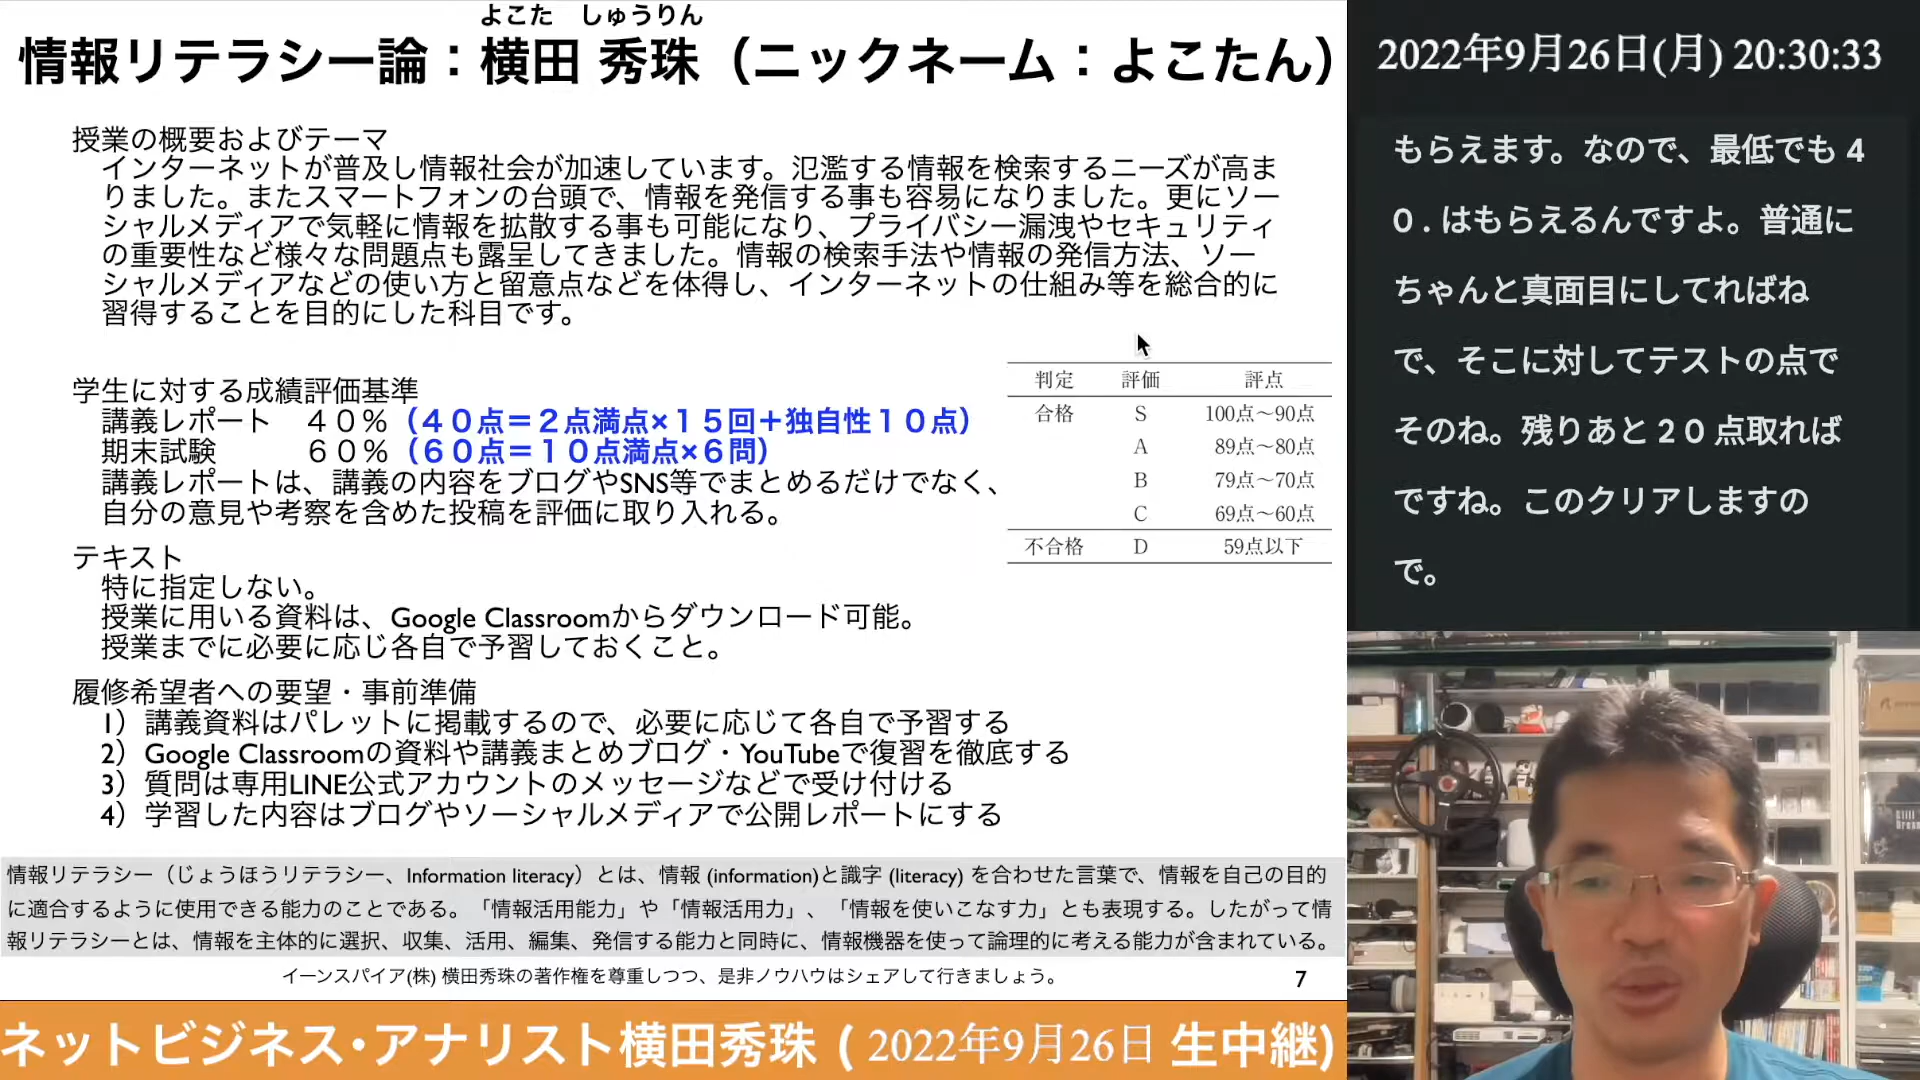 よこた　しゅうりん
情報リテラシー論：横田 秀珠（ニックネーム：よこたん）
授業の概要およびテーマ
インターネットが普及し情報社会が加速しています。氾濫する情報を検索するニーズが高ま
りました。またスマートフォンの台頭で、情報を発信する事も容易になりました。更にソー
シャルメディアで気軽に情報を拡散する事も可能になり、プライバシー漏洩やセキュリティ
の重要性など様々な問題点も露呈してきました。情報の検索手法や情報の発信方法、ソー
シャルメディアなどの使い方と留意点などを体得し、インターネットの仕組み等を総合的に
習得することを目的にした科目です。
学生に対する成績評価基準
講義レポート　４０％（４０点＝２点満点×１５回＋独自性１０点）
期末試験　　　６０％（６０点＝１０点満点×６問）
講義レポートは、講義の内容をブログやSNS等でまとめるだけでなく、
自分の意見や考察を含めた投稿を評価に取り入れる。
判定 評価 評点
合格 S 100点〜90点
A 89点〜80点
B 79点〜70点
C 69点〜60点
不合格 D 59点以下
テキスト
特に指定しない。
授業に用いる資料は、Google Classroomからダウンロード可能。
授業までに必要に応じ各自で予習しておくこと。
履修希望者への要望・事前準備
1）講義資料はパレットに掲載するので、必要に応じて各自で予習する
2）Google Classroomの資料や講義まとめブログ・YouTubeで復習を徹底する
3）質問は専用LINE公式アカウントのメッセージなどで受け付ける
4）学習した内容はブログやソーシャルメディアで公開レポートにする
情報リテラシー（じょうほうリテラシー、Information literacy）とは、情報 (information)と識字 (literacy) を合わせた言葉で、情報を自己の目的
に適合するように使用できる能力のことである。「情報活用能力」や「情報活用力」、「情報を使いこなす力」とも表現する。したがって情
報リテラシーとは、情報を主体的に選択、収集、活用、編集、発信する能力と同時に、情報機器を使って論理的に考える能力が含まれている。
イーンスパイア(株) 横田秀珠の著作権を尊重しつつ、是非ノウハウはシェアして行きましょう。
7
ネットビジネス・アナリスト横田秀珠 ( 2022年9月26日 生中継)
2022年9月26日(月) 20:30:33
もらえます。なので、最低でも４
０．はもらえるんですよ。普通に
ちゃんと真面目にしてればね
で、そこに対してテストの点で
そのね。残りあと２０点取れば
ですね。このクリアしますの
で。